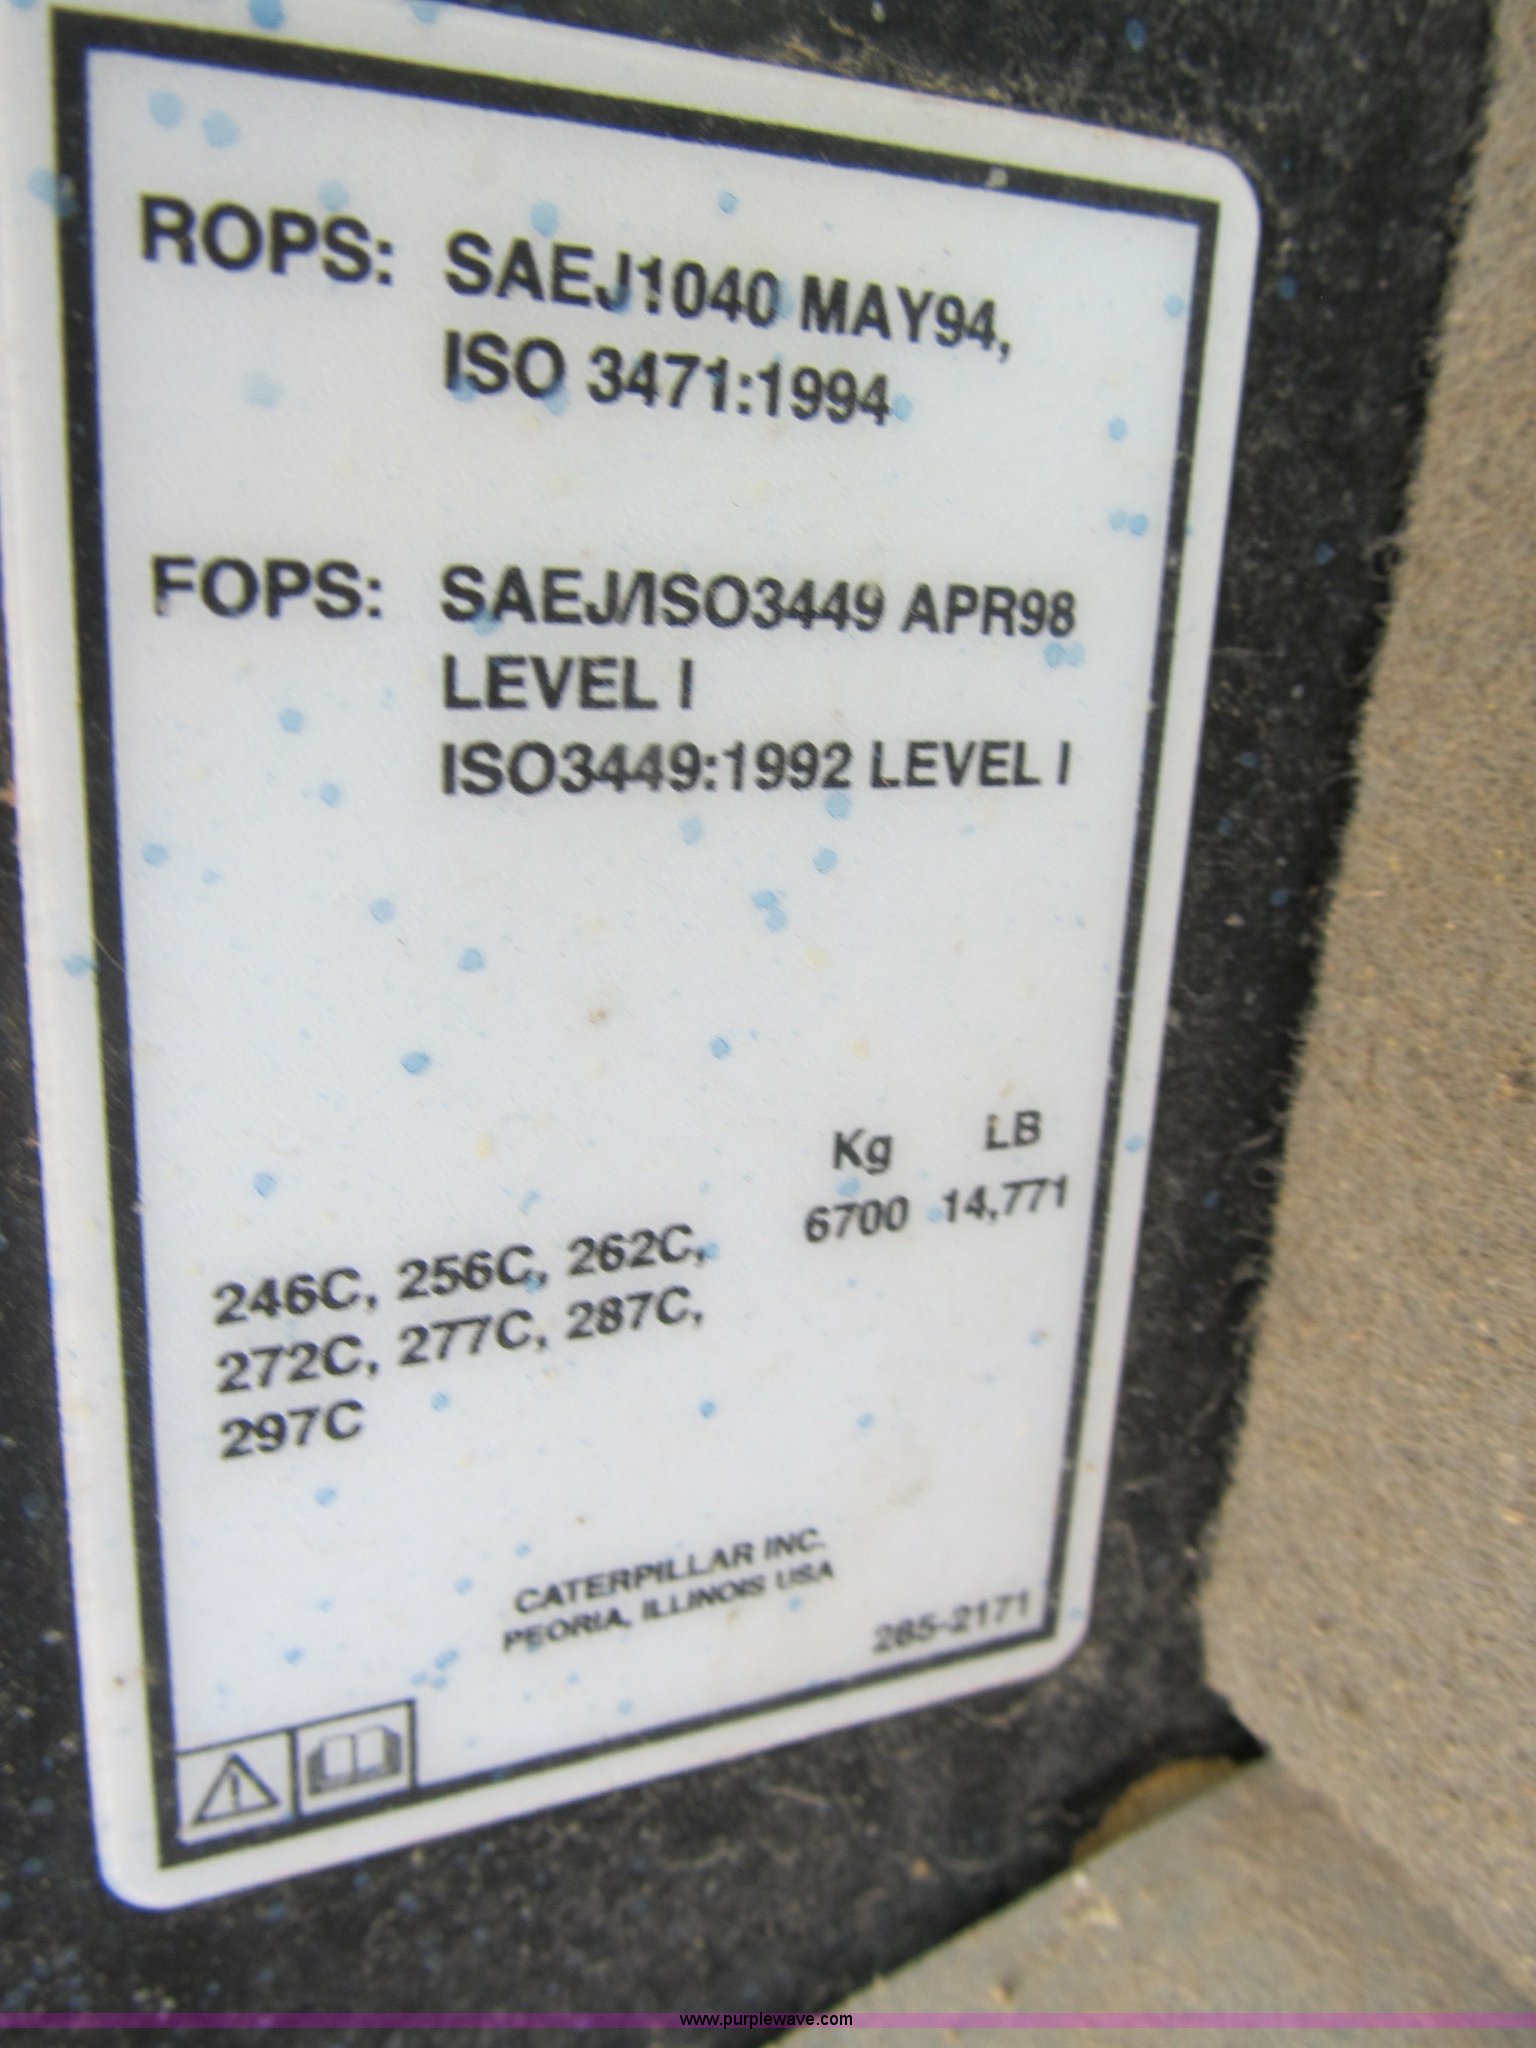 ROPS: SAEJ1040 MAY94,
ISO 3471:1994
FOPS: SAEJ/ISO3449 APR98
LEVEL I
ISO3449:1992 LEVEL I
Kg LB
6700 14,771
246C, 256C, 262C,
272C, 277C, 287C,
297C
CATERPILLAR INC.
PEORIA, ILLINOIS USA
285-2171
www.purplewave.com